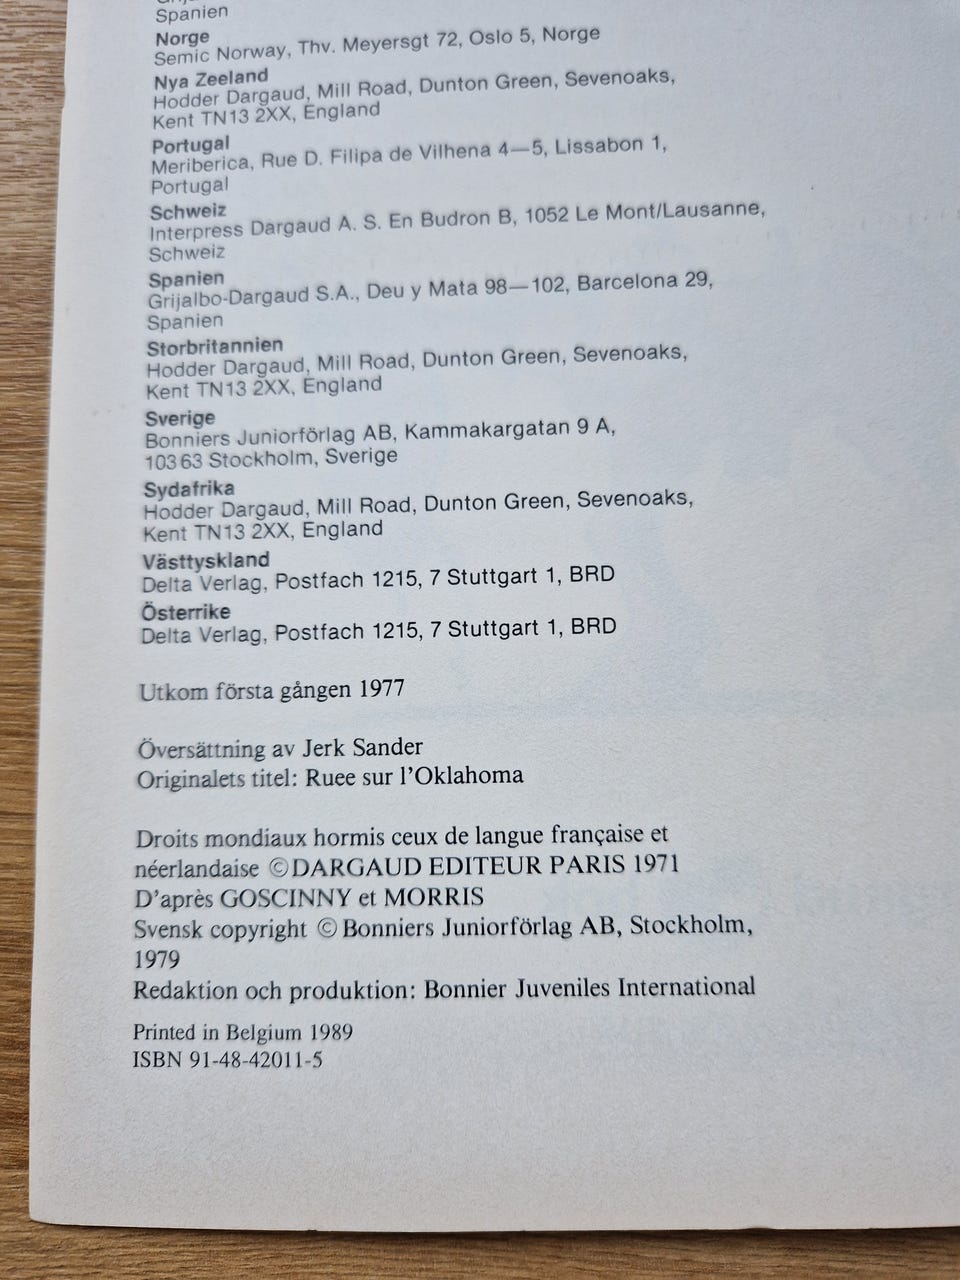 Spanien
Norge
Semic Norway, Thv. Meyersgt 72, Oslo 5, Norge
Nya Zeeland
Hodder Dargaud, Mill Road, Dunton Green, Sevenoaks,
Kent TN13 2XX, England
Portugal
Meriberica, Rue D. Filipa de Vilhena 4—5, Lissabon 1,
Portugal
Schweiz
Interpress Dargaud A. S. En Budron B, 1052 Le Mont/Lausanne,
Schweiz
Spanien
Grijalbo-Dargaud S.A., Deu y Mata 98—102, Barcelona 29,
Spanien
Storbritannien
Hodder Dargaud, Mill Road, Dunton Green, Sevenoaks,
Kent TN13 2XX, England
Sverige
Bonniers Juniorförlag AB, Kammakargatan 9 A,
103 63 Stockholm, Sverige
Sydafrika
Hodder Dargaud, Mill Road, Dunton Green, Sevenoaks,
Kent TN13 2XX, England
Västtyskland
Delta Verlag, Postfach 1215, 7 Stuttgart 1, BRD
Österrike
Delta Verlag, Postfach 1215, 7 Stuttgart 1, BRD
Utkom första gången 1977
Översättning av Jerk Sander
Originalets titel: Ruee sur l'Oklahoma
Droits mondiaux hormis ceux de langue française et
néerlandaise ©DARGAUD EDITEUR PARIS 1971
D'après GOSCINNY et MORRIS
Svensk copyright © Bonniers Juniorförlag AB, Stockholm,
1979
Redaktion och produktion: Bonnier Juveniles International
Printed in Belgium 1989
ISBN 91-48-42011-5